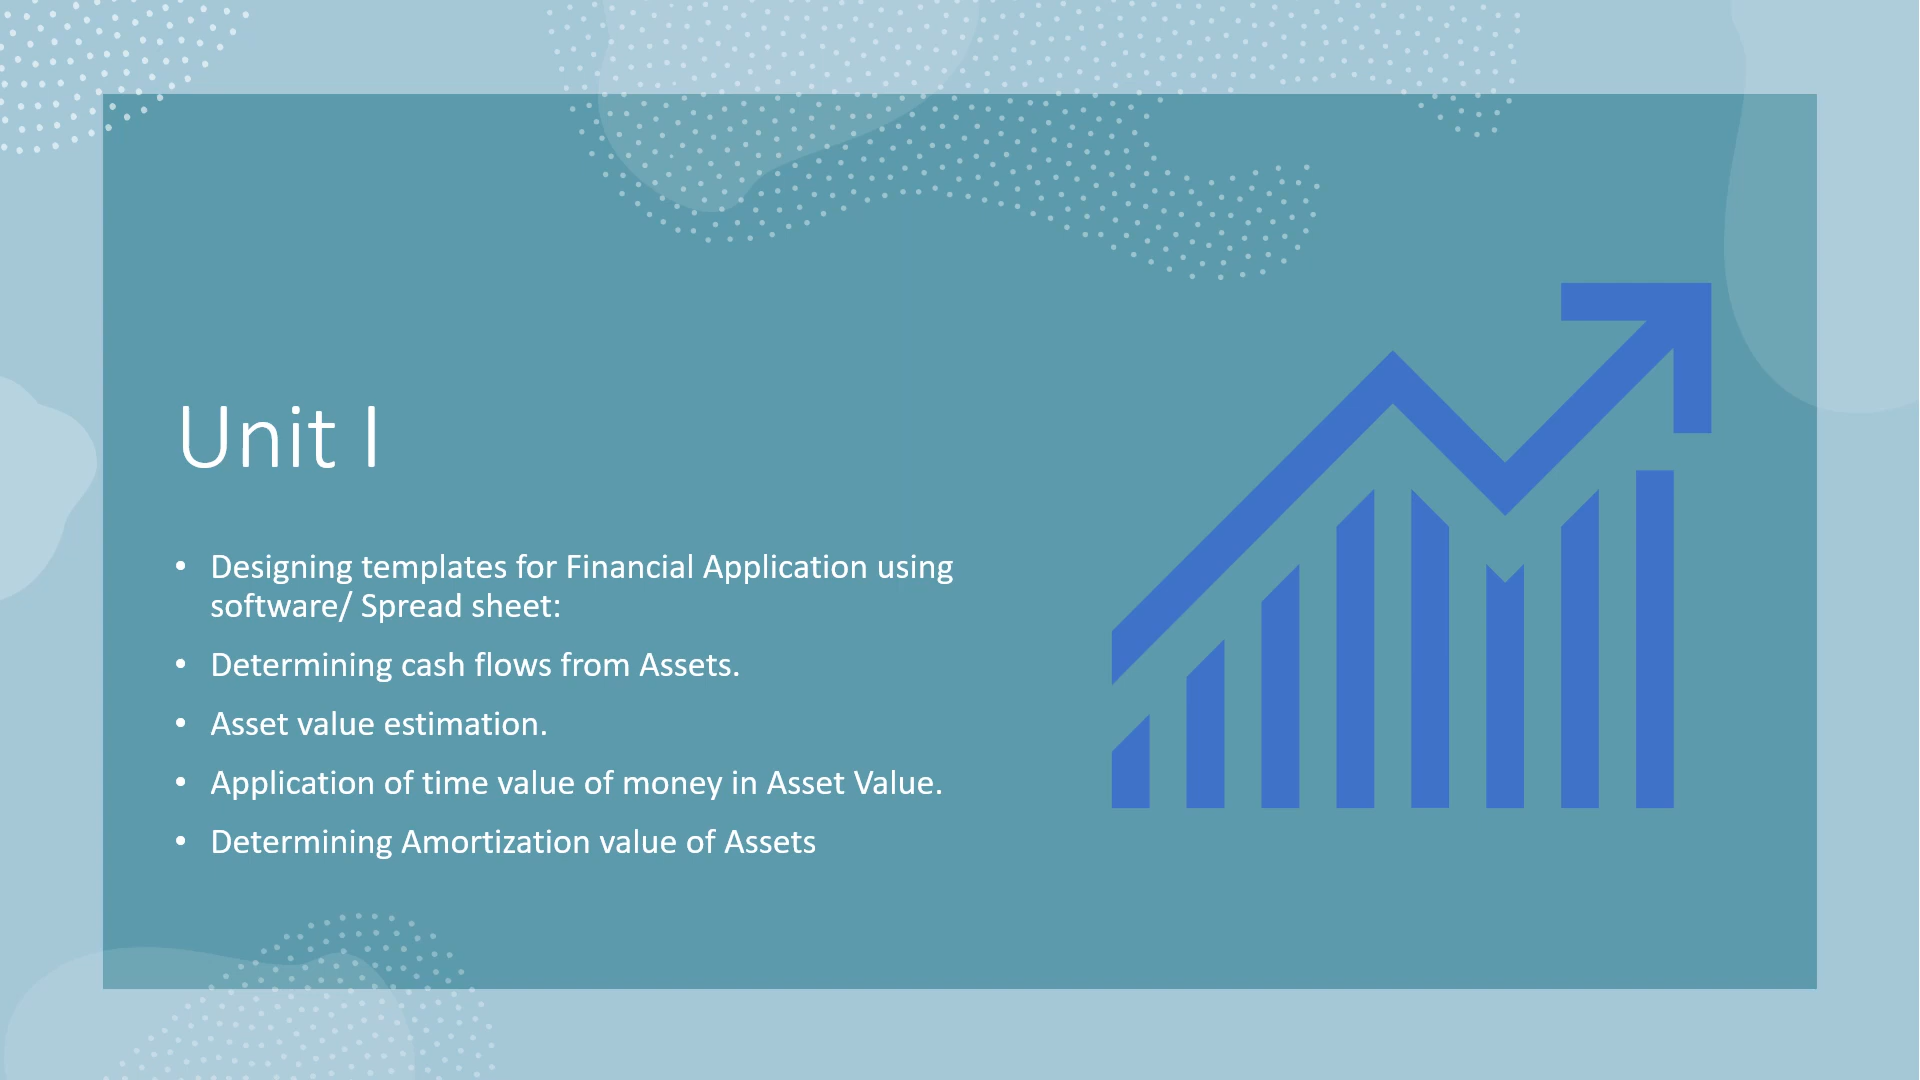 Unit I
• Designing templates for Financial Application using
software/ Spread sheet:
• Determining cash flows from Assets.
• Asset value estimation.
• Application of time value of money in Asset Value.
• Determining Amortization value of Assets